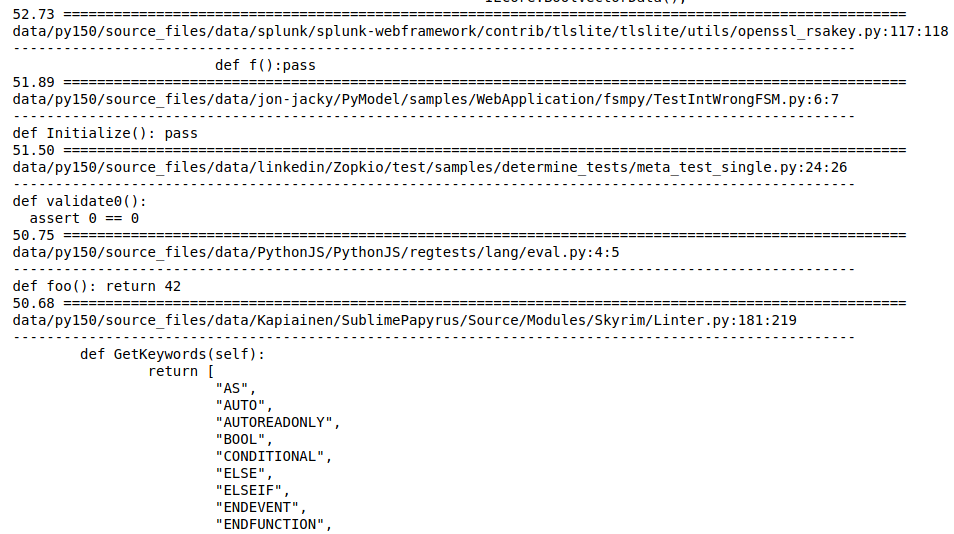 52.73 ====================================================================================================
data/py150/source_files/data/splunk/splunk-webframework/contrib/tlslite/tlslite/utils/openssl_rsakey.py:117:118
----------------------------------------------------------------------------------------------------
def f():pass
51.89 ====================================================================================================
data/py150/source_files/data/jon-jacky/PyModel/samples/WebApplication/fsmpy/TestIntWrongFSM.py:6:7
----------------------------------------------------------------------------------------------------
def Initialize(): pass
51.50 ====================================================================================================
data/py150/source_files/data/linkedin/Zopkio/test/samples/determine_tests/meta_test_single.py:24:26
----------------------------------------------------------------------------------------------------
def validate0():
assert 0 == 0
50.75 ====================================================================================================
data/py150/source_files/data/PythonJS/PythonJS/regtests/lang/eval.py:4:5
----------------------------------------------------------------------------------------------------
def foo(): return 42
50.68 ====================================================================================================
data/py150/source_files/data/Kapiainen/SublimePapyrus/Source/Modules/Skyrim/Linter.py:181:219
----------------------------------------------------------------------------------------------------
def GetKeywords(self):
return [
"AS",
"AUTO",
"AUTOREADONLY",
"BOOL",
"CONDITIONAL",
"ELSE",
"ELSEIF",
"ENDEVENT",
"ENDFUNCTION",